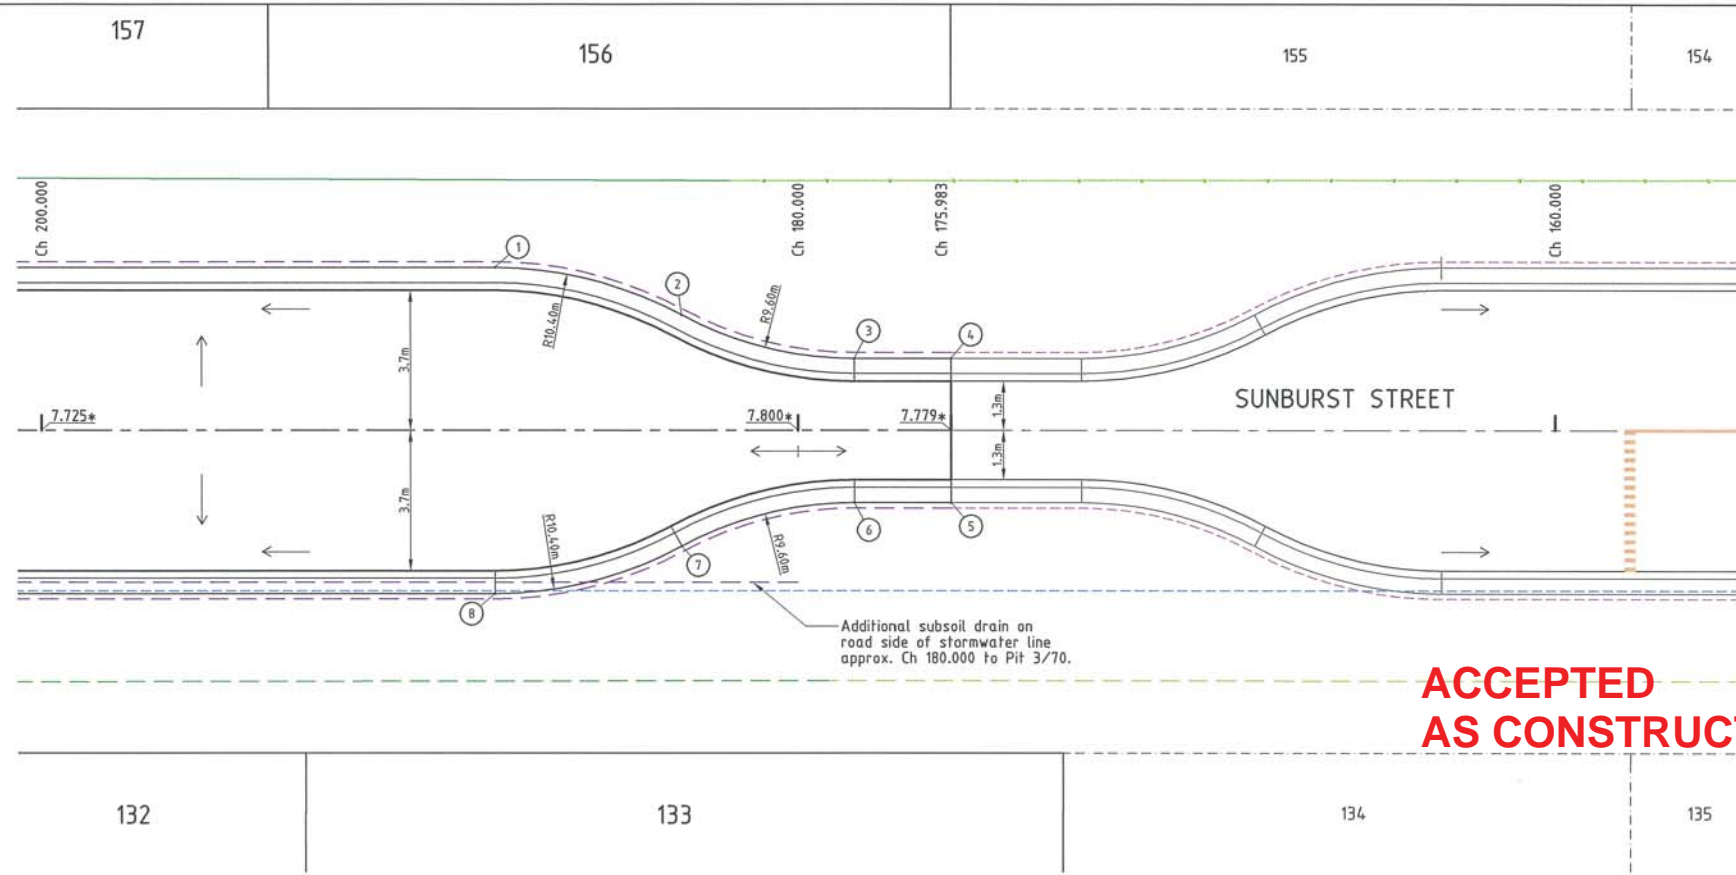 157
156
155
154
Ch 200.000
Ch 180.000
Ch 175.983
Ch 160.000
1
2
R10.40m
R9.60m
3
4
3.7m
1.3m
SUNBURST STREET
7.725*
7.800*
7.779*
3.7m
1.3m
R10.40m
R9.60m
6
5
7
8
Additional subsoil drain on
road side of stormwater line
approx. Ch 180.000 to Pit 3/70.
ACCEPTED
AS CONSTRUCT
132
133
134
135